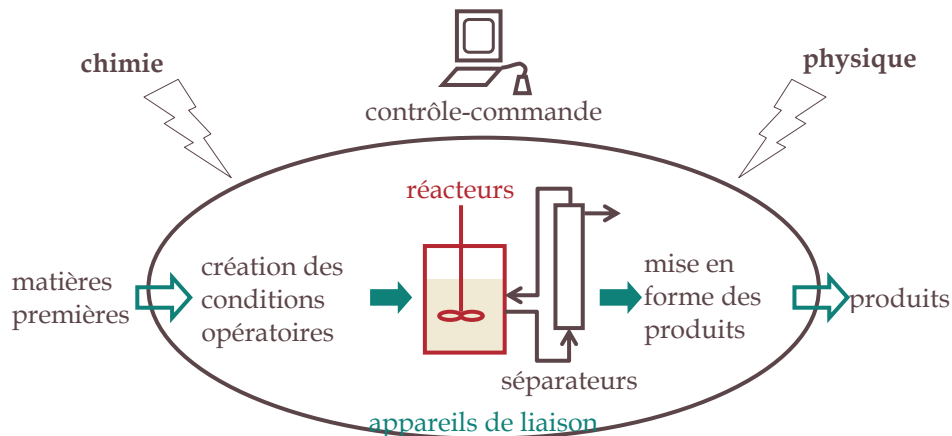 chimie
physique
contrôle-commande
réacteurs
matières
premières
création des
conditions
opératoires
mise en
forme des
produits
produits
séparateurs
appareils de liaison